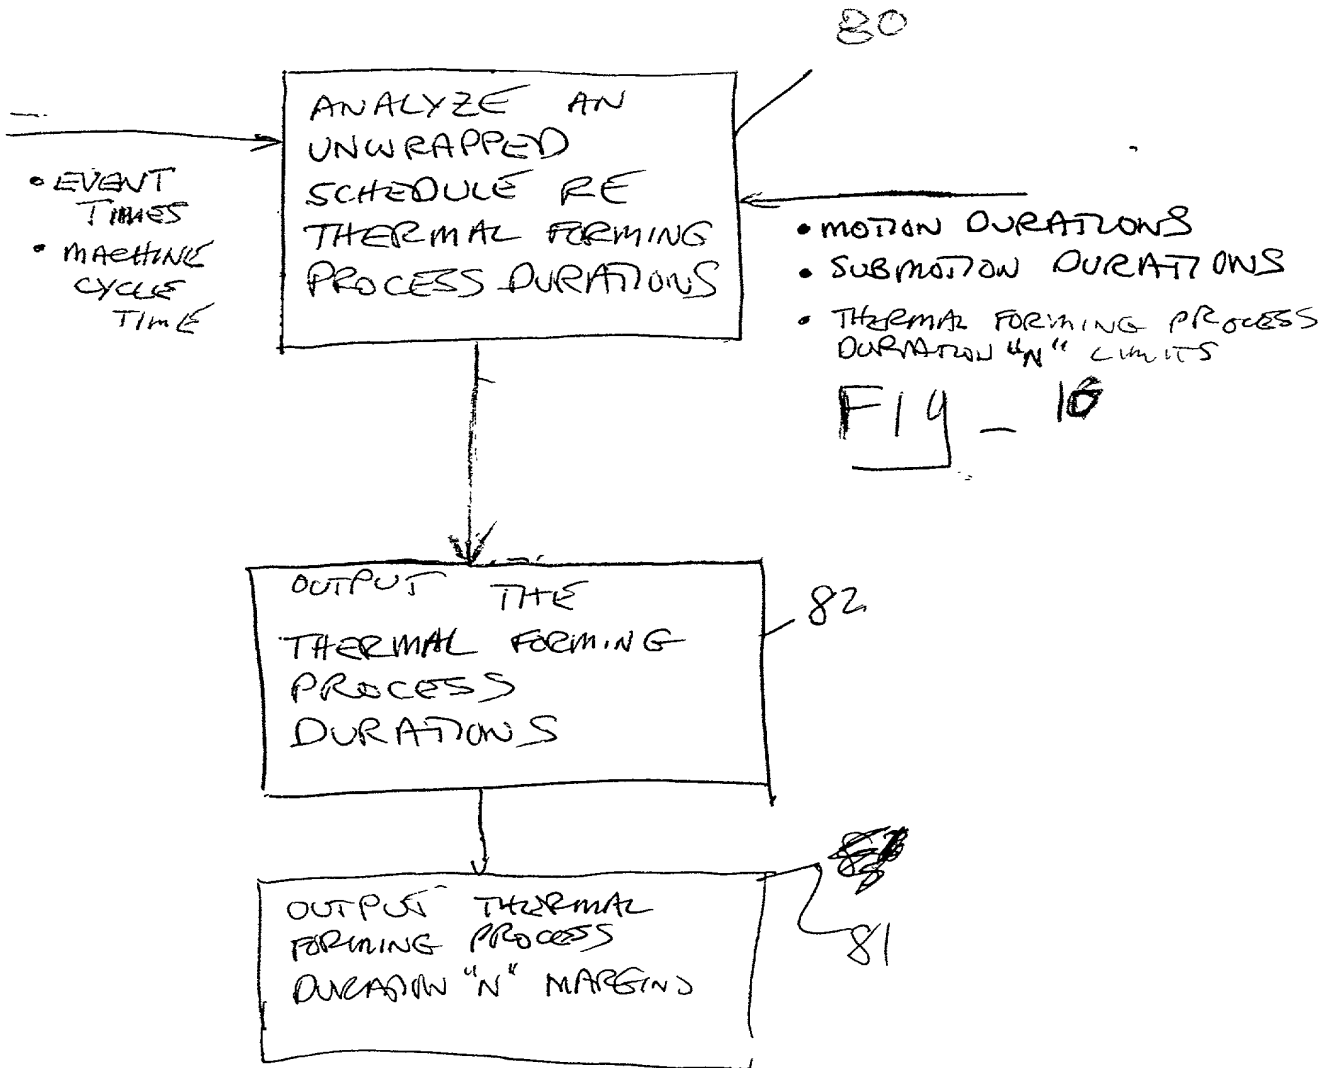 80
ANALYZE AN
UNWRAPPED
SCHEDULE RE
THERMAL FORMING
PROCESS DURATIONS
• EVENT
TIMES
• MACHINE
CYCLE
TIME
• MOTION DURATIONS
• SUBMOTION DURATIONS
• THERMAL FORMING PROCESS
DURATION "N" LIMITS
FIG -
OUTPUT THE
THERMAL FORMING
PROCESS
DURATIONS
82
OUTPUT THERMAL
FORMING PROCESS
DURATION "N" MARGINS
81